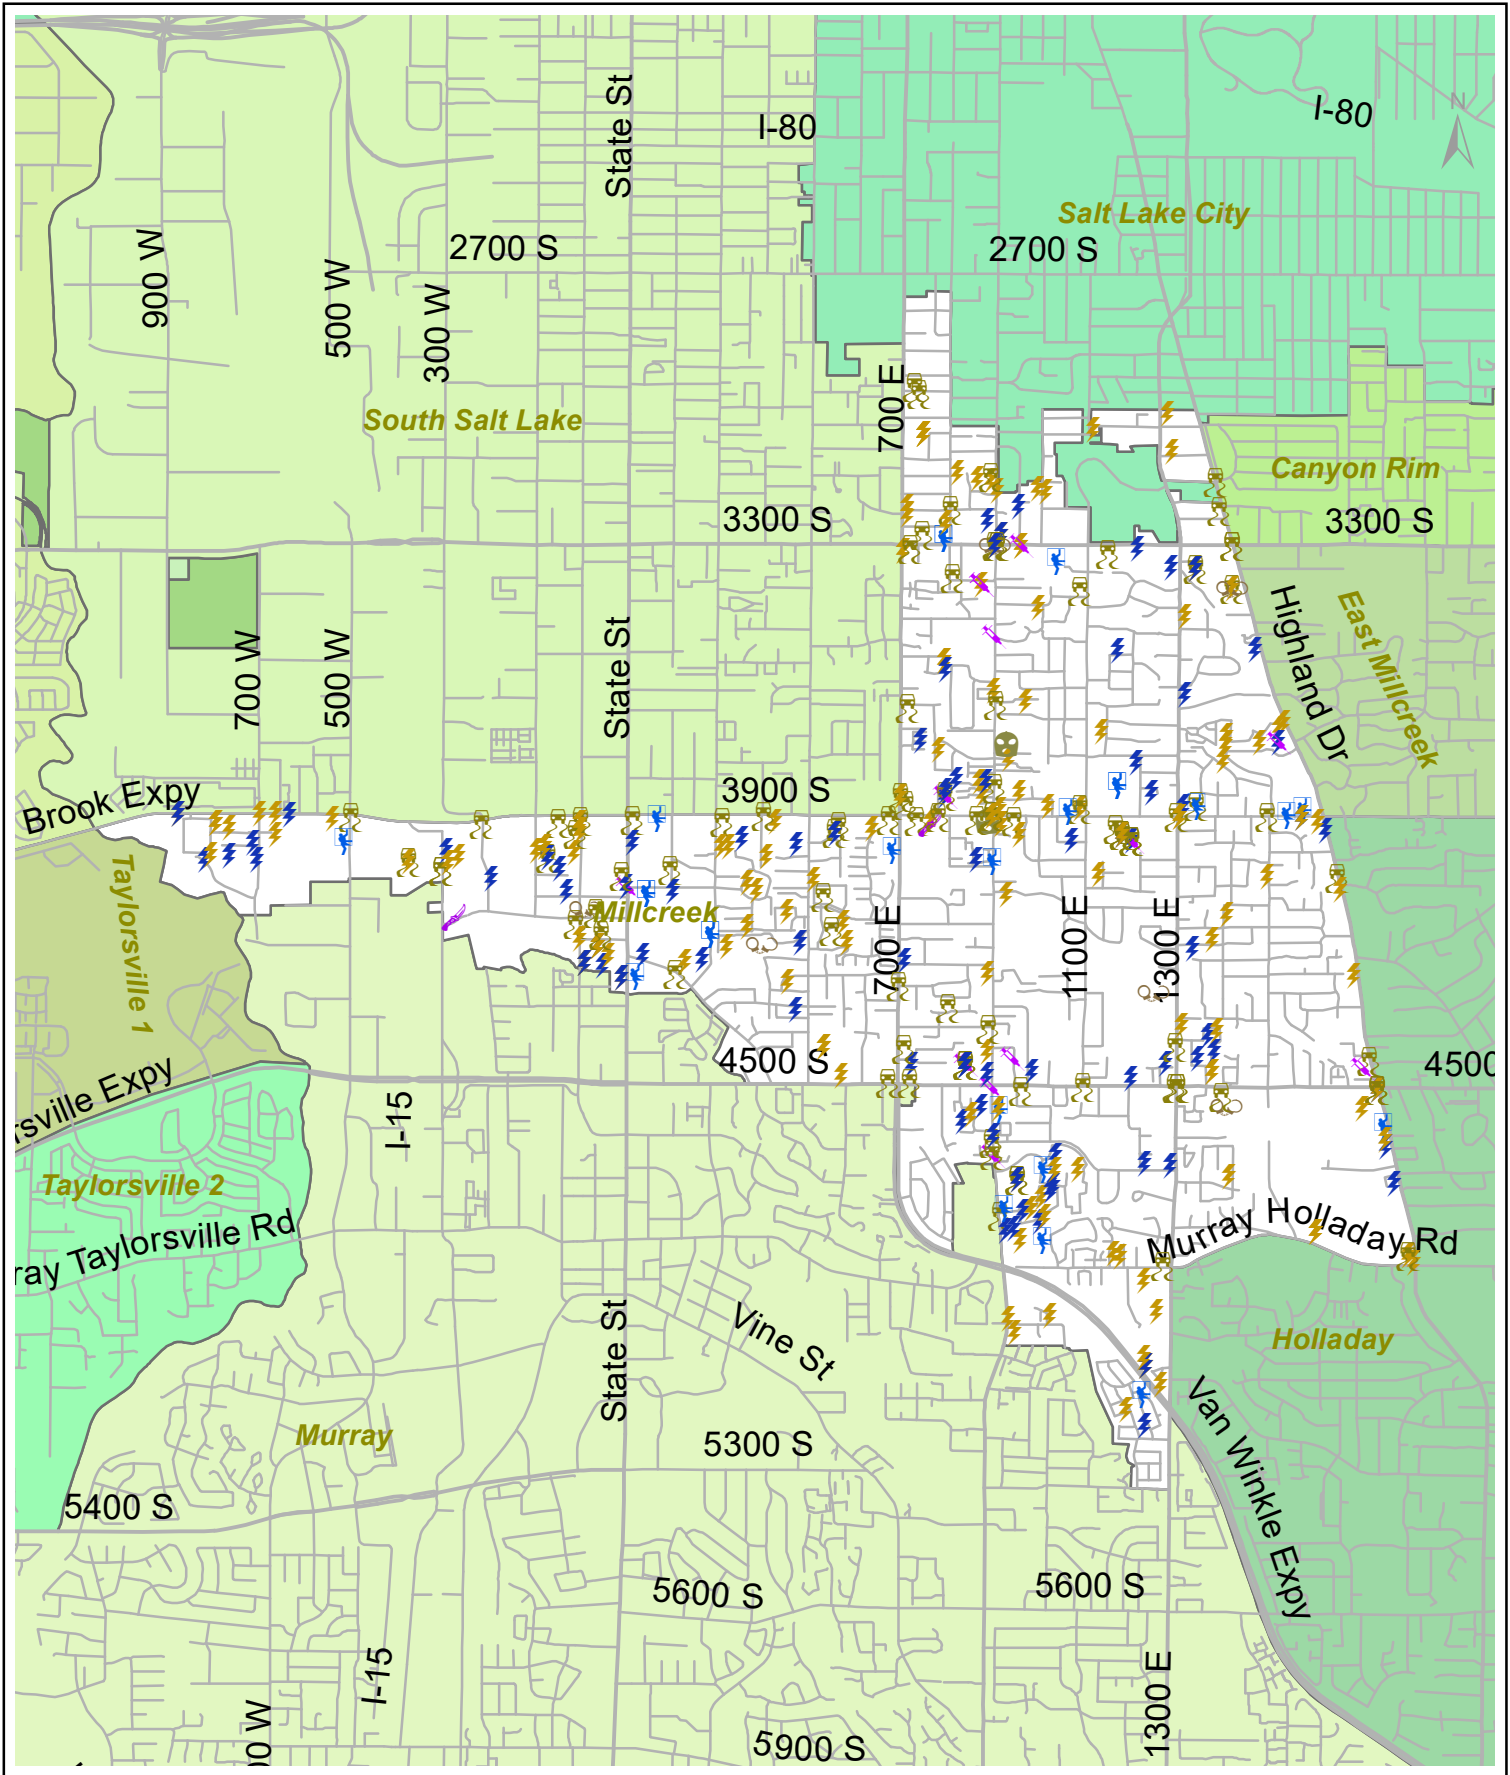 State St
I-80
I-80
N
Salt Lake City
2700 S
2700 S
900 W
500 W
300 W
700 E
South Salt Lake
Canyon Rim
3300 S
3300 S
Highland Dr
East Millcreek
700 W
500 W
State St
3900 S
Brook Expy
Taylorsville 1
Millcreek
700 E
1100 E
1300 E
4500 S
4500
rsville Expy
I-15
Taylorsville 2
ray Taylorsville Rd
Murray Holladay Rd
State St
Vine St
Holladay
Murray
5300 S
Van Winkle Expy
5400 S
5600 S
5600 S
I-15
1300 E
00 W
5900 S